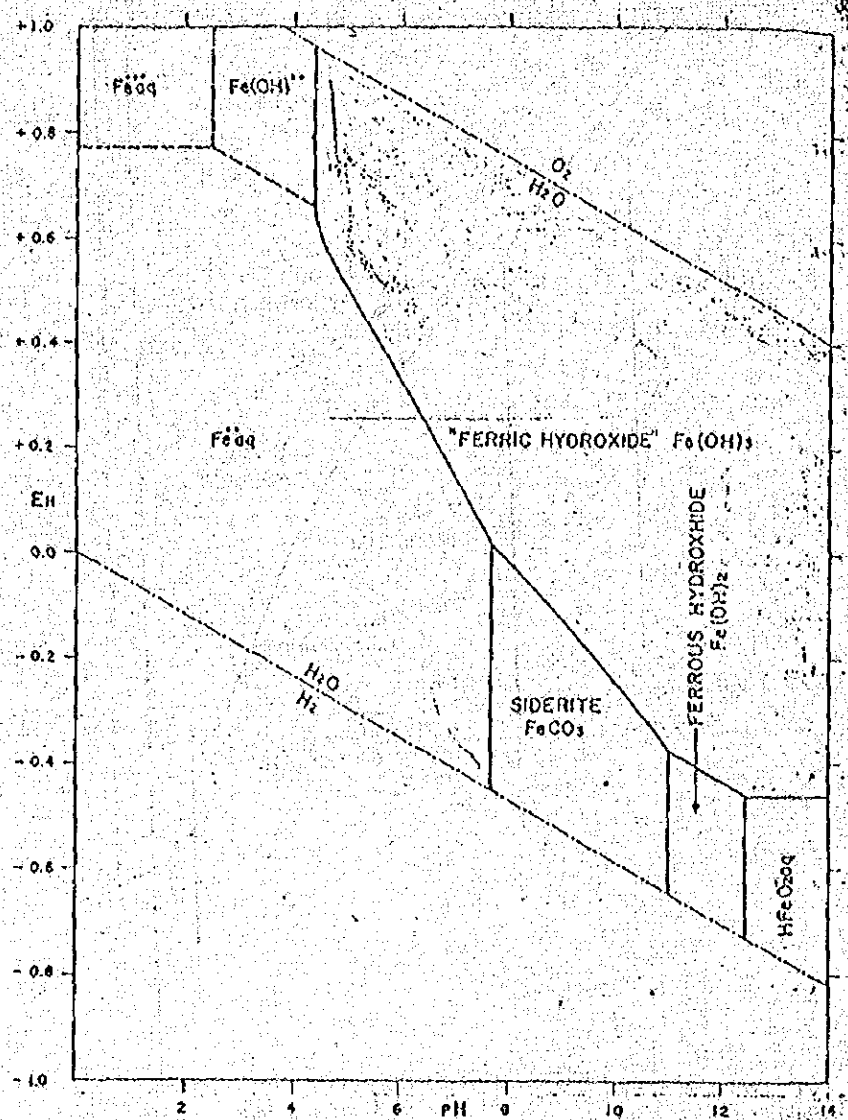 +1.0
Fe+++aq
Fe(OH)++
+ 0.8
O2
H2O
+ 0.6
+ 0.4
Fe++aq
"FERRIC HYDROXIDE" Fe(OH)3
+ 0.2
EH
0.0
FERROUS HYDROXHIDE
Fe(OH)2
- 0.2
H2O
H2
SIDERITE
FeCO3
- 0.4
- 0.6
HFeO2aq
- 0.8
-1.0
2
4
6
PH
8
10
12
14